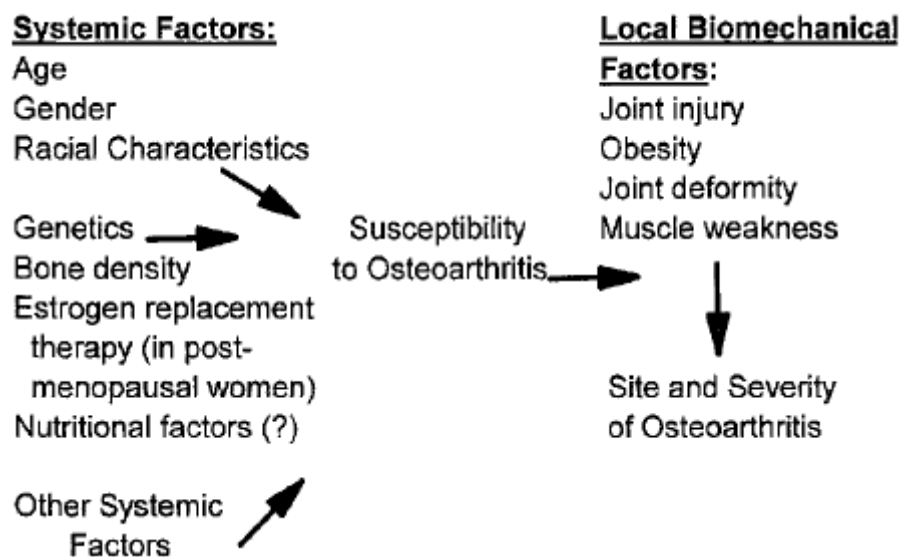 Systemic Factors:
Age
Gender
Racial Characteristics
Genetics
Bone density
Estrogen replacement
therapy (in post-
menopausal women)
Nutritional factors (?)
Other Systemic
Factors
Susceptibility
to Osteoarthritis
Local Biomechanical
Factors:
Joint injury
Obesity
Joint deformity
Muscle weakness
Site and Severity
of Osteoarthritis